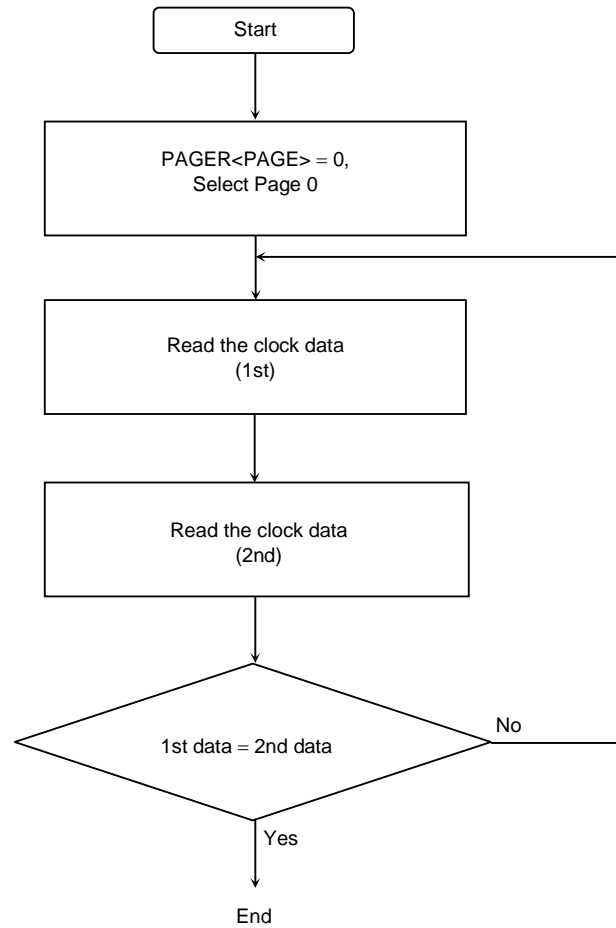 Start
PAGER<PAGE> = 0,
Select Page 0
Read the clock data
(1st)
Read the clock data
(2nd)
1st data = 2nd data
No
Yes
End